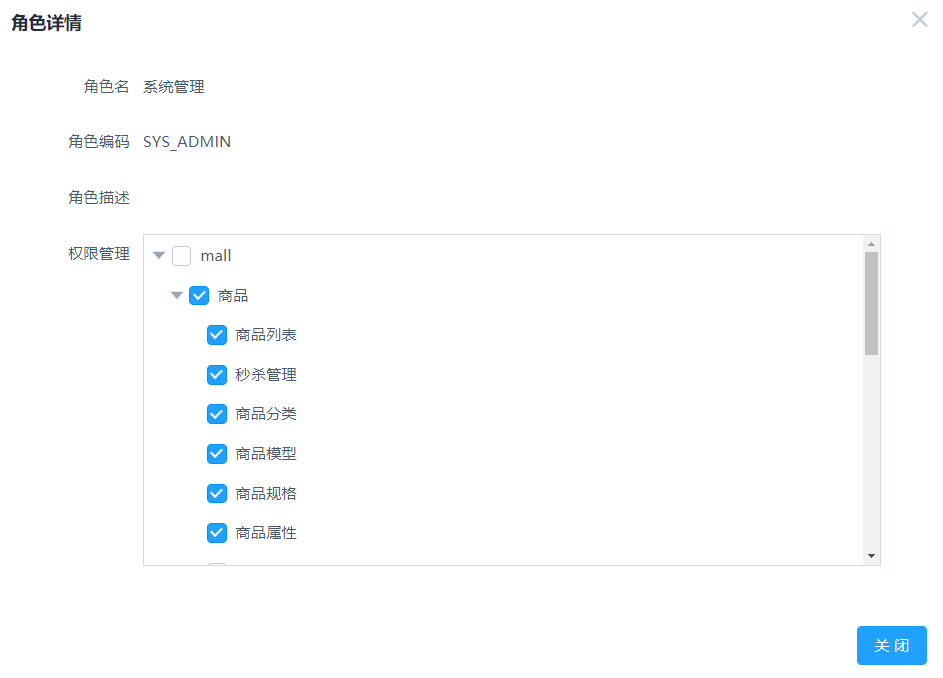 角色详情
角色名 系统管理
角色编码 SYS_ADMIN
角色描述
权限管理
mall
商品
商品列表
秒杀管理
商品分类
商品模型
商品规格
商品属性
关 闭